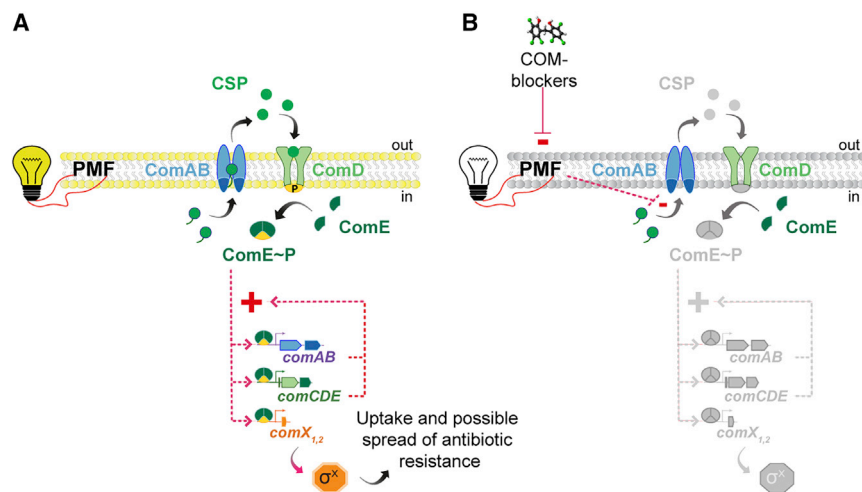 A
CSP
out
PMF
ComAB
ComD
P
in
ComE
ComE~P
comAB
comCDE
comX1,2
σX
Uptake and possible
spread of antibiotic
resistance
B
COM-
blockers
CSP
out
PMF
ComAB
ComD
in
ComE
ComE~P
comAB
comCDE
comX1,2
σX